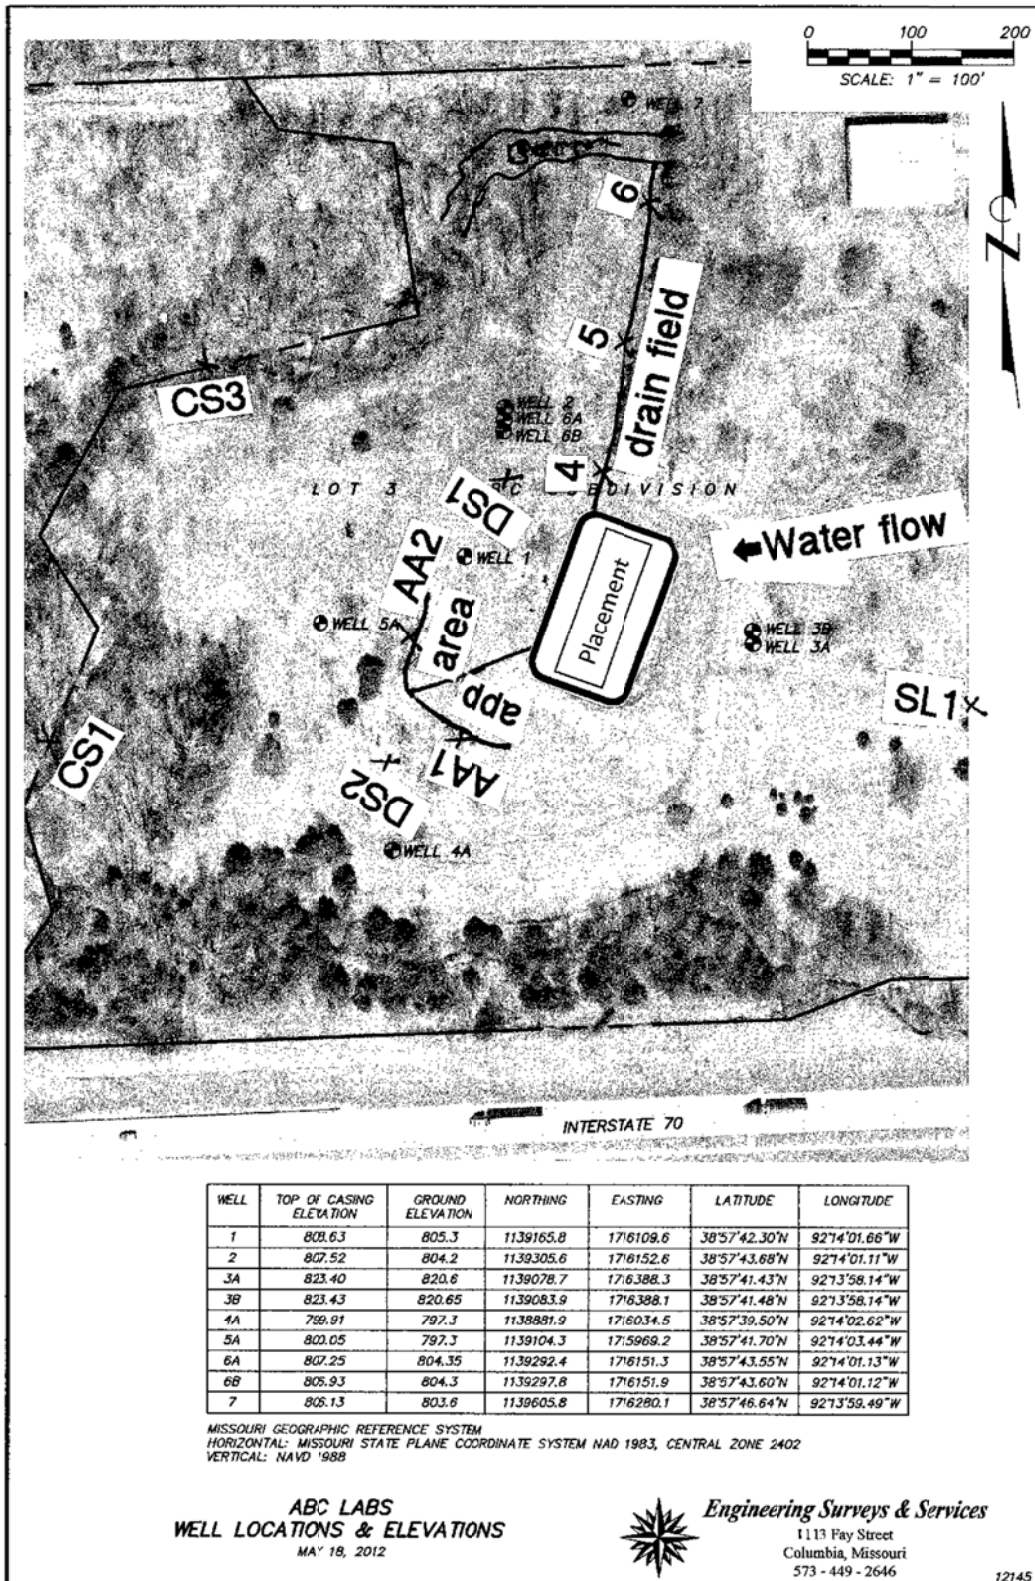 0 100 200
SCALE: 1" = 100'
WELL 7
6
N
5
drain field
CS3
WELL 2
WELL 6A
WELL 6B
4
LOT 3 SUBDIVISION
DS1
Water flow
AA2
WELL 1
Placement
WELL 5A
area
WELL 3B
WELL 3A
app
SL1
CS1
AA1
DS2
WELL 4A
INTERSTATE 70
WELL TOP OF CASING ELEVATION GROUND ELEVATION NORTHING EASTING LATITUDE LONGITUDE
1 808.63 805.3 1139165.8 1716109.6 38°57'42.30"N 92°14'01.66"W
2 807.52 804.2 1139305.6 1716152.6 38°57'43.68"N 92°14'01.11"W
3A 823.40 820.6 1139078.7 1716388.3 38°57'41.43"N 92°13'58.14"W
3B 823.43 820.65 1139083.9 1716388.1 38°57'41.48"N 92°13'58.14"W
4A 799.91 797.3 1138881.9 1716034.5 38°57'39.50"N 92°14'02.62"W
5A 800.05 797.3 1139104.3 1715969.2 38°57'41.70"N 92°14'03.44"W
6A 807.25 804.35 1139292.4 1716151.3 38°57'43.55"N 92°14'01.13"W
6B 806.93 804.3 1139297.8 1716151.9 38°57'43.60"N 92°14'01.12"W
7 806.13 803.6 1139605.8 1716280.1 38°57'46.64"N 92°13'59.49"W
MISSOURI GEOGRAPHIC REFERENCE SYSTEM
HORIZONTAL: MISSOURI STATE PLANE COORDINATE SYSTEM NAD 1983, CENTRAL ZONE 2402
VERTICAL: NAVD 1988
ABC LABS
WELL LOCATIONS & ELEVATIONS
MAY 18, 2012
Engineering Surveys & Services
1113 Fay Street
Columbia, Missouri
573 - 449 - 2646
12145